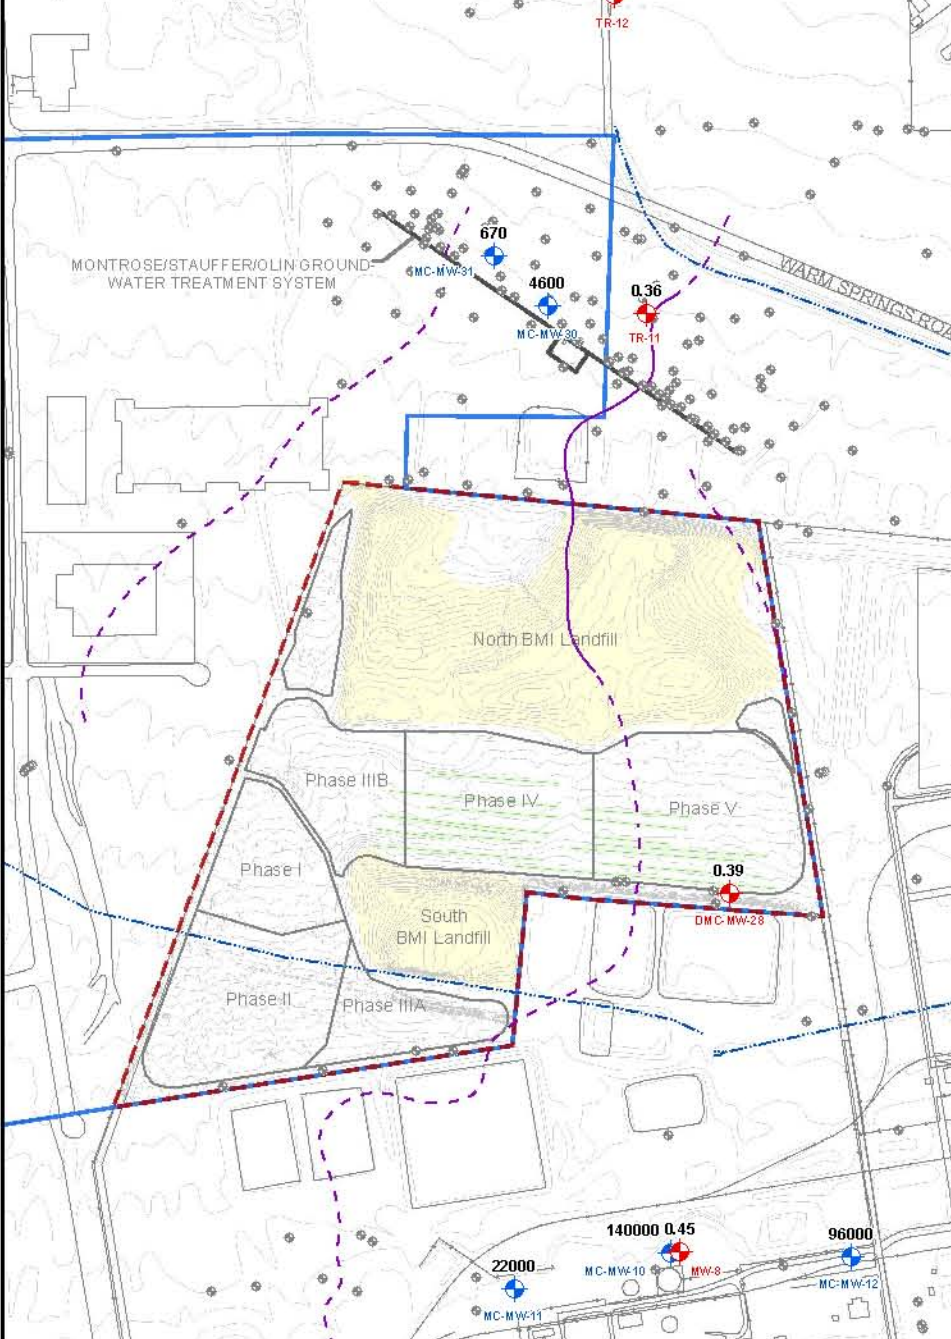 TR-12
670
MC-MW-31
MONTROSE/STAUFFER/OLIN GROUND-
WATER TREATMENT SYSTEM
4600
MC-MW-30
0.36
TR-11
WARM SPRINGS ROA
North BMI Landfill
Phase IIIB
Phase IV
Phase V
Phase I
0.39
DMC-MW-28
South
BMI Landfill
Phase II
Phase IIIA
140000 0.45
MC-MW-10
MW-8
96000
MC-MW-12
22000
MC-MW-11